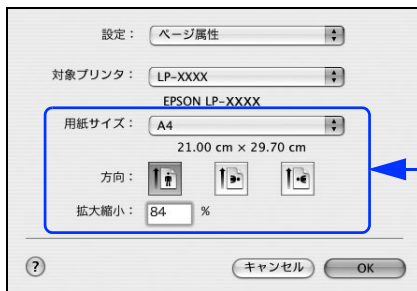 設定： ページ属性
対象プリンタ： LP-XXXX
EPSON LP-XXXX
用紙サイズ： A4
21.00 cm × 29.70 cm
方向：
拡大縮小： 84 %
? キャンセル OK